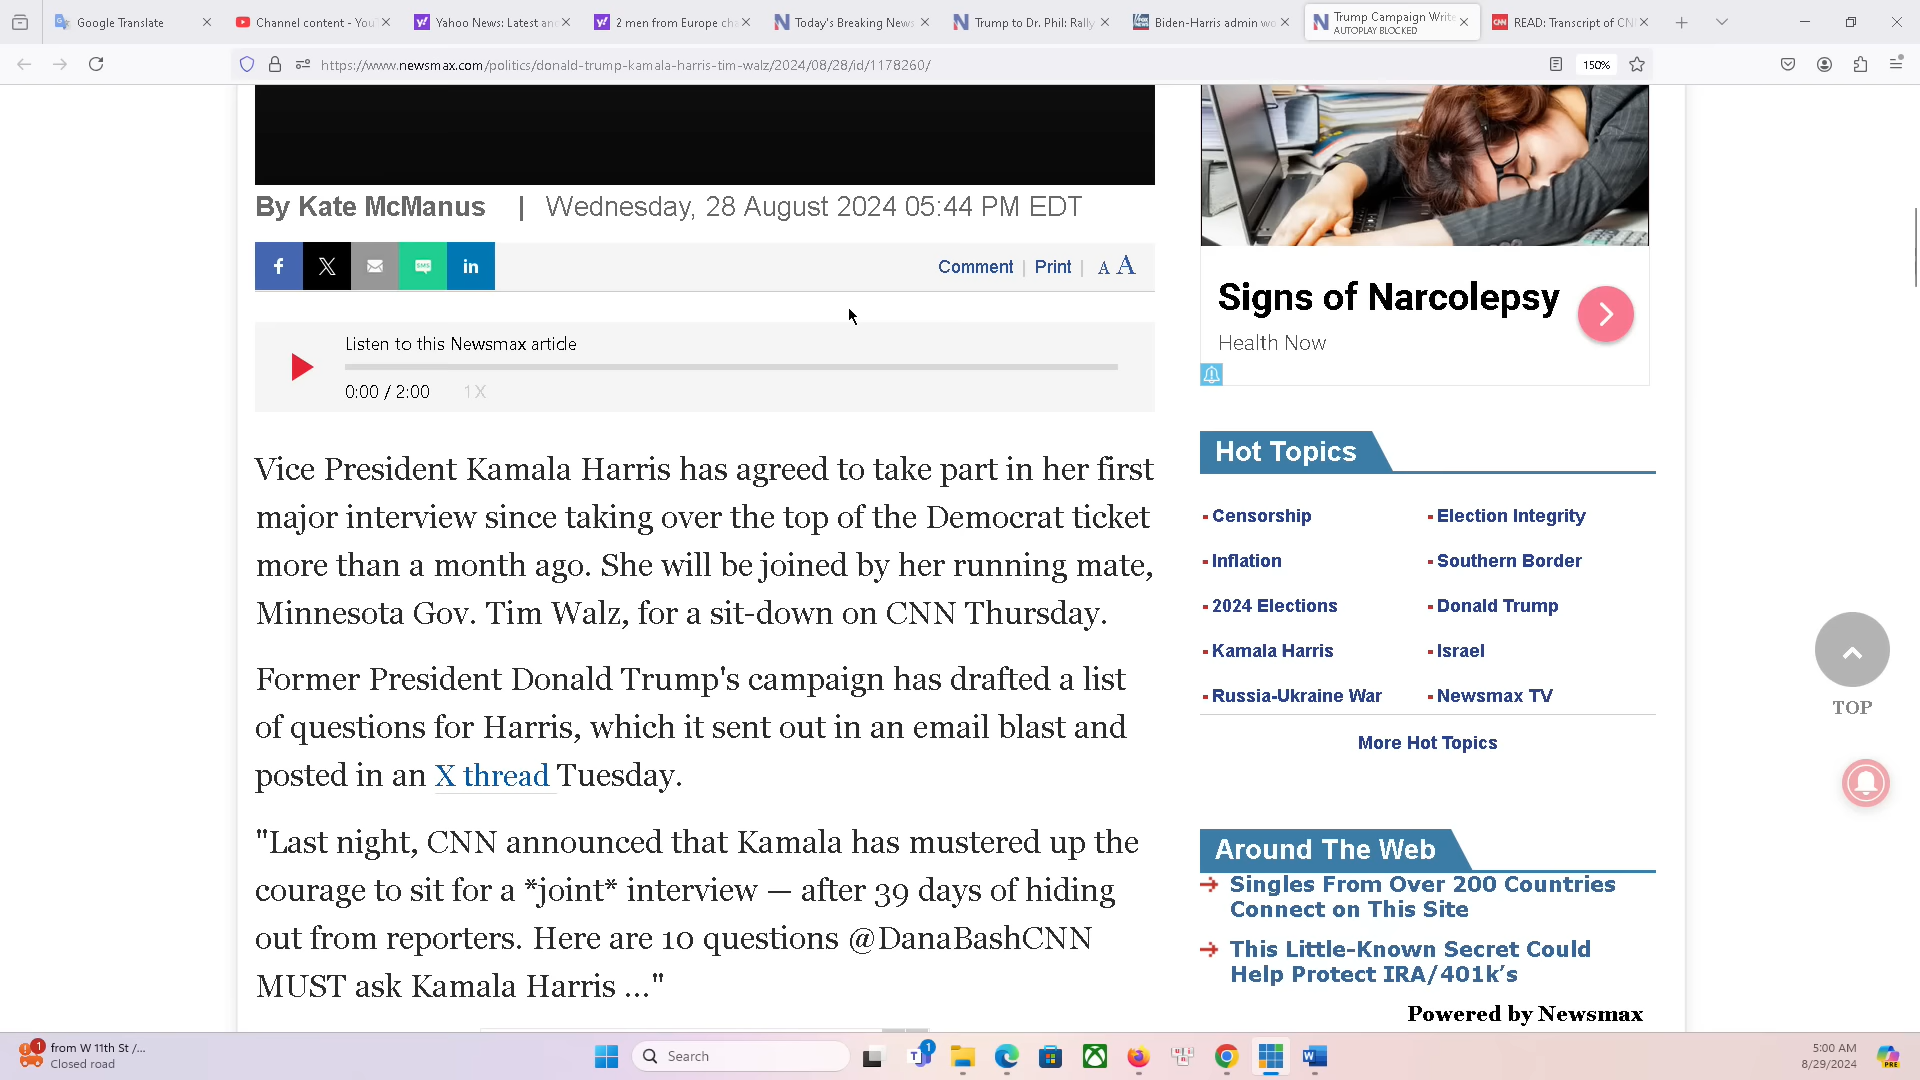 Google Translate
Channel content - You
Yahoo News: Latest an
2 men from Europe cha
Today's Breaking News
Trump to Dr. Phil: Rally
Biden-Harris admin wo
Trump Campaign Write
AUTOPLAY BLOCKED
READ: Transcript of CN
https://www.newsmax.com/politics/donald-trump-kamala-harris-tim-walz/2024/08/28/id/1178260/
150%
By Kate McManus | Wednesday, 28 August 2024 05:44 PM EDT
Comment | Print | A A
Listen to this Newsmax article
0:00 / 2:00 1X
Vice President Kamala Harris has agreed to take part in her first
major interview since taking over the top of the Democrat ticket
more than a month ago. She will be joined by her running mate,
Minnesota Gov. Tim Walz, for a sit-down on CNN Thursday.
Former President Donald Trump's campaign has drafted a list
of questions for Harris, which it sent out in an email blast and
posted in an X thread Tuesday.
"Last night, CNN announced that Kamala has mustered up the
courage to sit for a *joint* interview — after 39 days of hiding
out from reporters. Here are 10 questions @DanaBashCNN
MUST ask Kamala Harris ..."
Signs of Narcolepsy
Health Now
Hot Topics
Censorship
Election Integrity
Inflation
Southern Border
2024 Elections
Donald Trump
Kamala Harris
Israel
Russia-Ukraine War
Newsmax TV
More Hot Topics
Around The Web
Singles From Over 200 Countries
Connect on This Site
This Little-Known Secret Could
Help Protect IRA/401k's
Powered by Newsmax
TOP
1
from W 11th St /...
Closed road
Search
1
5:00 AM
8/29/2024